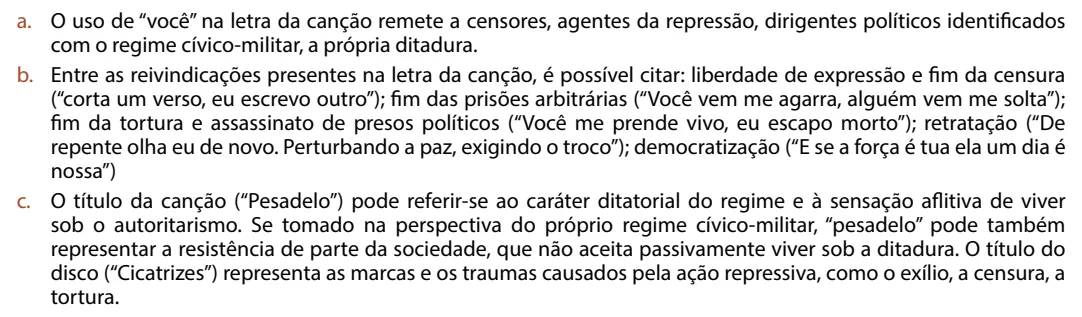 a. O uso de “você” na letra da canção remete a censores, agentes da repressão, dirigentes políticos identificados
com o regime cívico-militar, a própria ditadura.
b. Entre as reivindicações presentes na letra da canção, é possível citar: liberdade de expressão e fim da censura
(“corta um verso, eu escrevo outro”); fim das prisões arbitrárias (“Você vem me agarra, alguém vem me solta”);
fim da tortura e assassinato de presos políticos (“Você me prende vivo, eu escapo morto”); retratação (“De
repente olha eu de novo. Perturbando a paz, exigindo o troco”); democratização (“E se a força é tua ela um dia é
nossa”)
c. O título da canção (“Pesadelo”) pode referir-se ao caráter ditatorial do regime e à sensação aflitiva de viver
sob o autoritarismo. Se tomado na perspectiva do próprio regime cívico-militar, “pesadelo” pode também
representar a resistência de parte da sociedade, que não aceita passivamente viver sob a ditadura. O título do
disco (“Cicatrizes”) representa as marcas e os traumas causados pela ação repressiva, como o exílio, a censura, a
tortura.